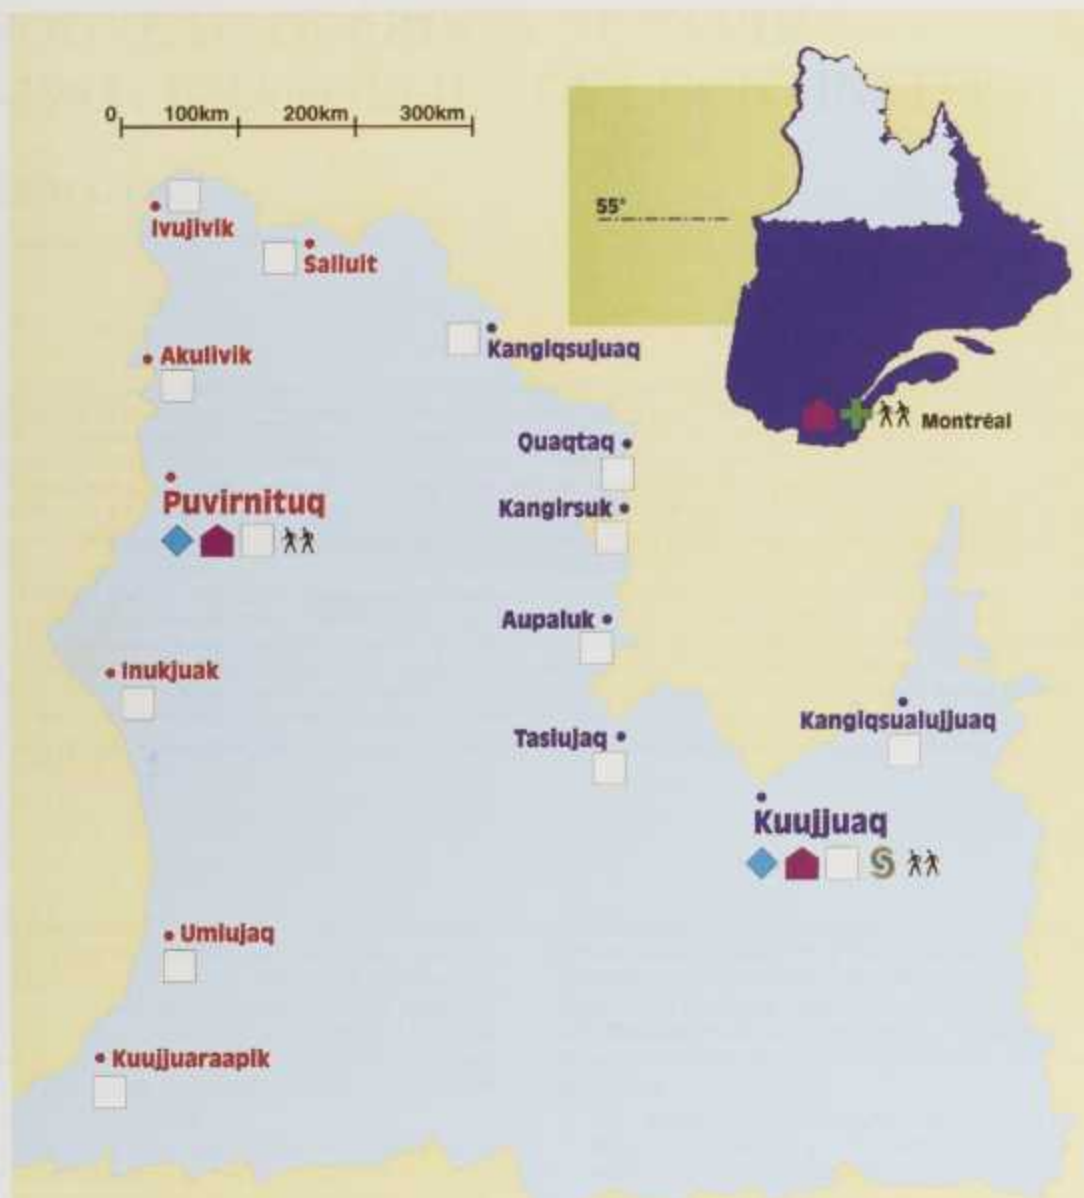 0 100km 200km 300km
55°
Ivujivik
Salluit
Akulivik
Kangiqsujuaq
Montréal
Quaqtaq
Puvirnituq
Kangirsuk
Aupaluk
Inukjuak
Kangiqsualujjuaq
Tasiujaq
Kuujjuaq
Umiujaq
Kuujjuaraapik